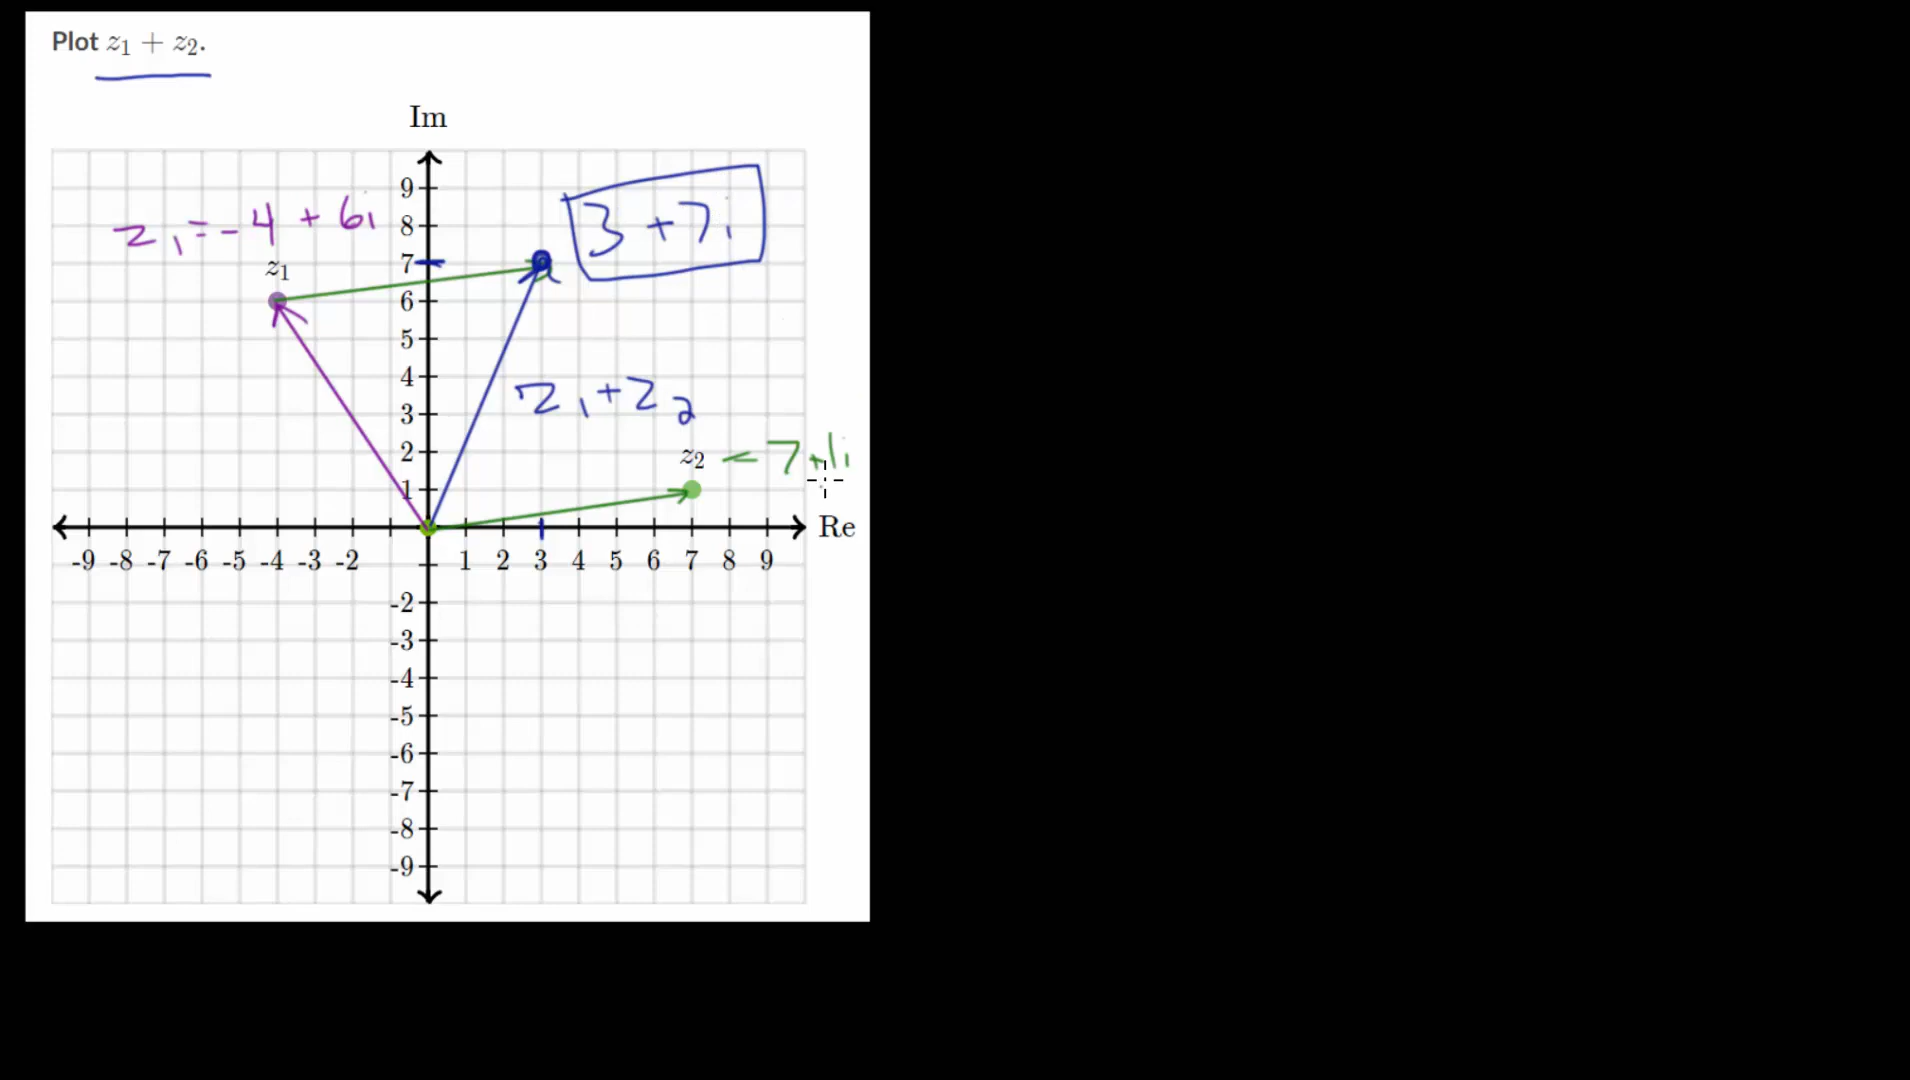 Plot z₁ + z₂.
Im
9
z₁ = -4 + 6i
3 + 7i
8
z₁
7
6
5
4
z₁ + z₂
3
2
z₂ = 7 + 1i
1
Re
-9 -8 -7 -6 -5 -4 -3 -2 1 2 3 4 5 6 7 8 9
-2
-3
-4
-5
-6
-7
-8
-9